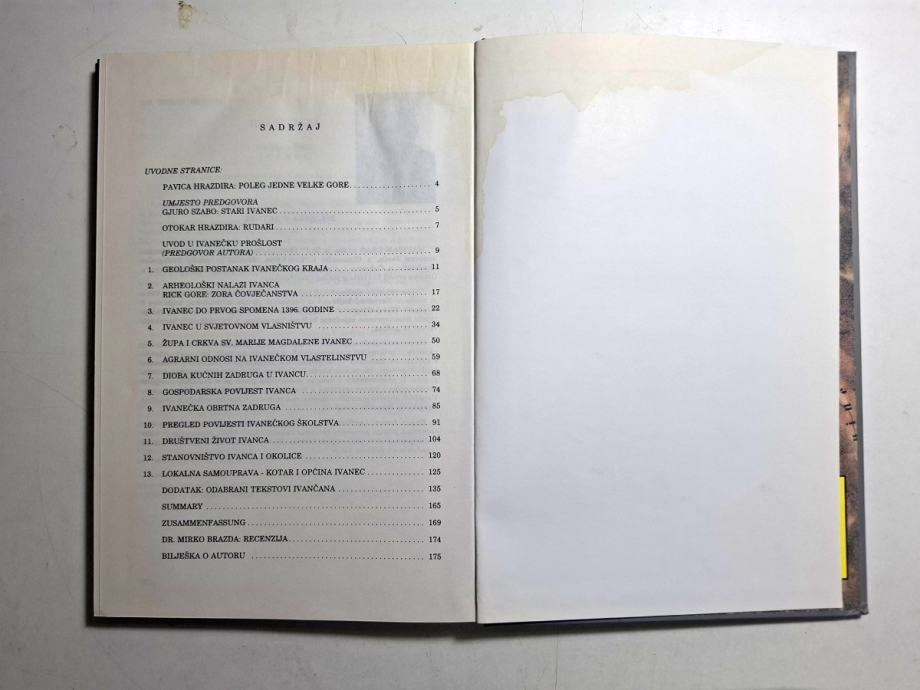 SADRŽAJ
UVODNE STRANICE:
PAVICA HRAZDIRA: POLEG JEDNE VELKE GORE.................... 4
UMJESTO PREDGOVORA
GJURO SZABO: STARI IVANEC........................................ 5
OTOKAR HRAZDIRA: RUDARI........................................ 7
UVOD U IVANEČKU PROŠLOST
(PREDGOVOR AUTORA)............................................. 9
1. GEOLOŠKI POSTANAK IVANEČKOG KRAJA.......................... 11
2. ARHEOLOŠKI NALAZI IVANCA
RICK GORE: ZORA ČOVJEČANSTVA................................. 17
3. IVANEC DO PRVOG SPOMENA 1396. GODINE........................ 22
4. IVANEC U SVJETOVNOM VLASNIŠTVU............................ 34
5. ŽUPA I CRKVA SV. MARIJE MAGDALENE IVANEC.................... 50
6. AGRARNI ODNOSI NA IVANEČKOM VLASTELINSTVU............... 59
7. DIOBA KUĆNIH ZADRUGA U IVANCU............................. 68
8. GOSPODARSKA POVIJEST IVANCA................................ 74
9. IVANEČKA OBRTNA ZADRUGA................................... 85
10. PREGLED POVIJESTI IVANEČKOG ŠKOLSTVA...................... 91
11. DRUŠTVENI ŽIVOT IVANCA...................................... 104
12. STANOVNIŠTVO IVANCA I OKOLICE.............................. 120
13. LOKALNA SAMOUPRAVA - KOTAR I OPĆINA IVANEC................ 125
DODATAK: ODABRANI TEKSTOVI IVANČANA........................ 135
SUMMARY..................................................... 165
ZUSAMMENFASSUNG............................................. 169
DR. MIRKO BRAZDA: RECENZIJA.................................. 174
BILJEŠKA O AUTORU............................................ 175